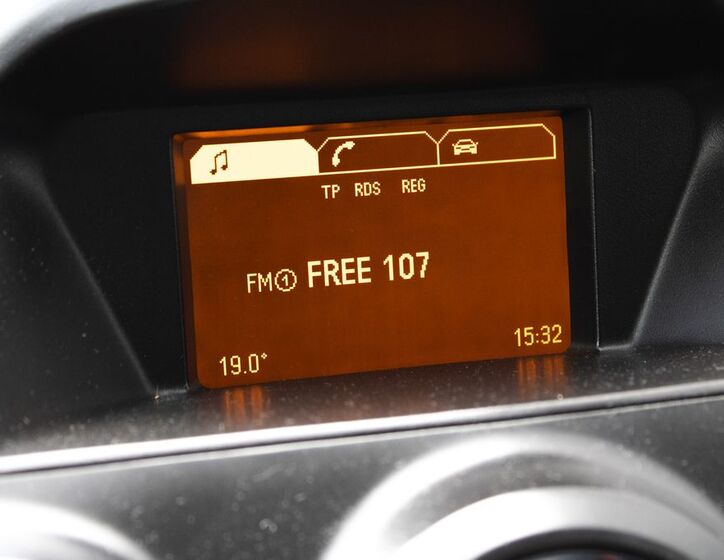 TP RDS REG
FM① FREE 107
19.0° 15:32